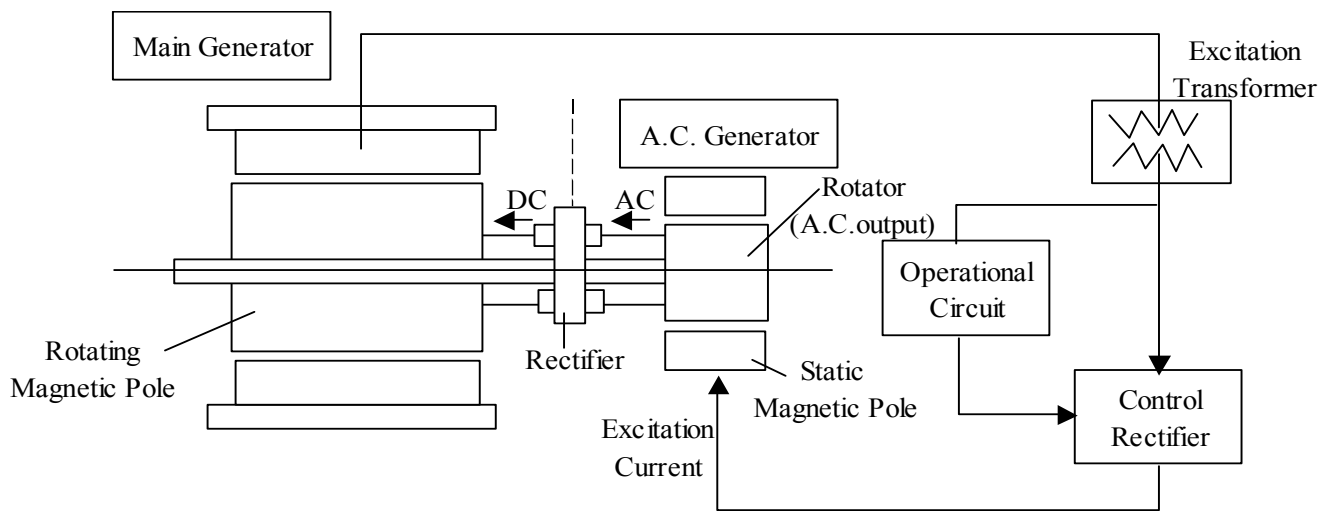 Main Generator
Excitation
Transformer
A.C. Generator
DC
AC
Rotator
(A.C.output)
Operational
Circuit
Rotating
Magnetic Pole
Rectifier
Static
Magnetic Pole
Control
Rectifier
Excitation
Current